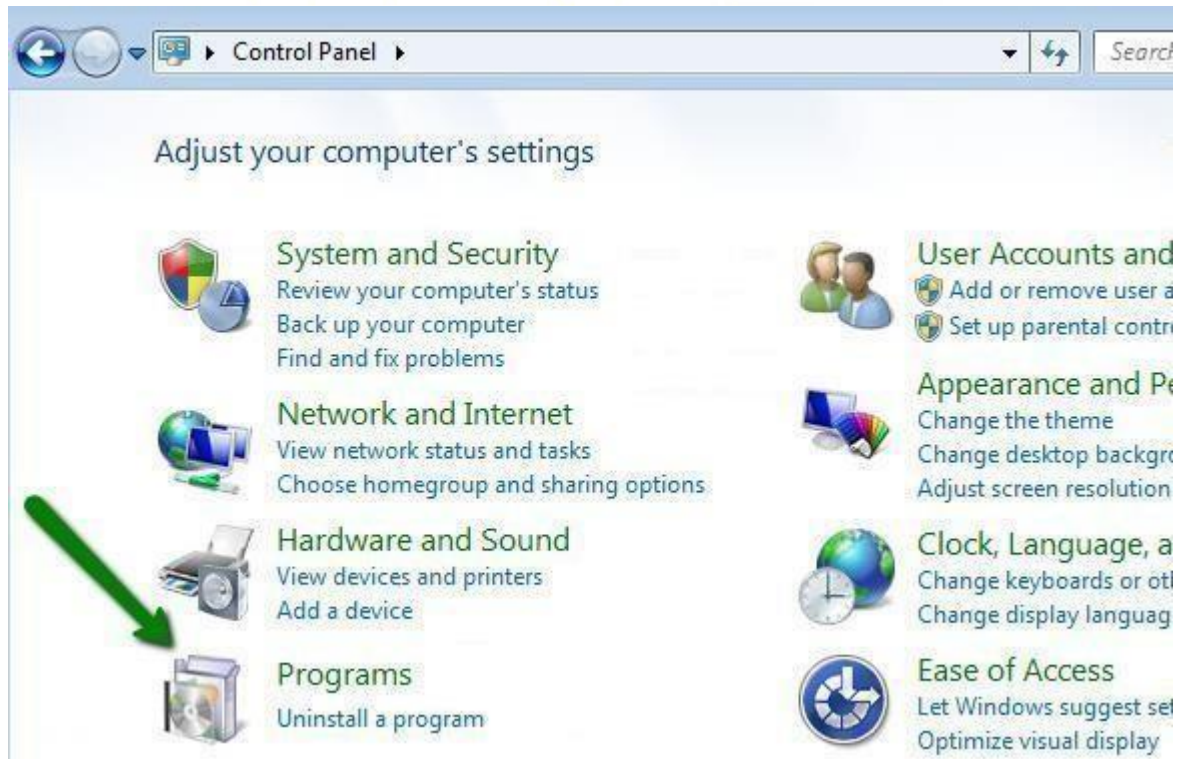 Control Panel
Search
Adjust your computer's settings
System and Security
Review your computer's status
Back up your computer
Find and fix problems
Network and Internet
View network status and tasks
Choose homegroup and sharing options
Hardware and Sound
View devices and printers
Add a device
Programs
Uninstall a program
User Accounts and
Add or remove user
Set up parental
Appearance and
Change the theme
Change desktop
Adjust screen resolution
Clock, Language,
Change keyboards or
Change display
Ease of Access
Let Windows suggest
Optimize visual display